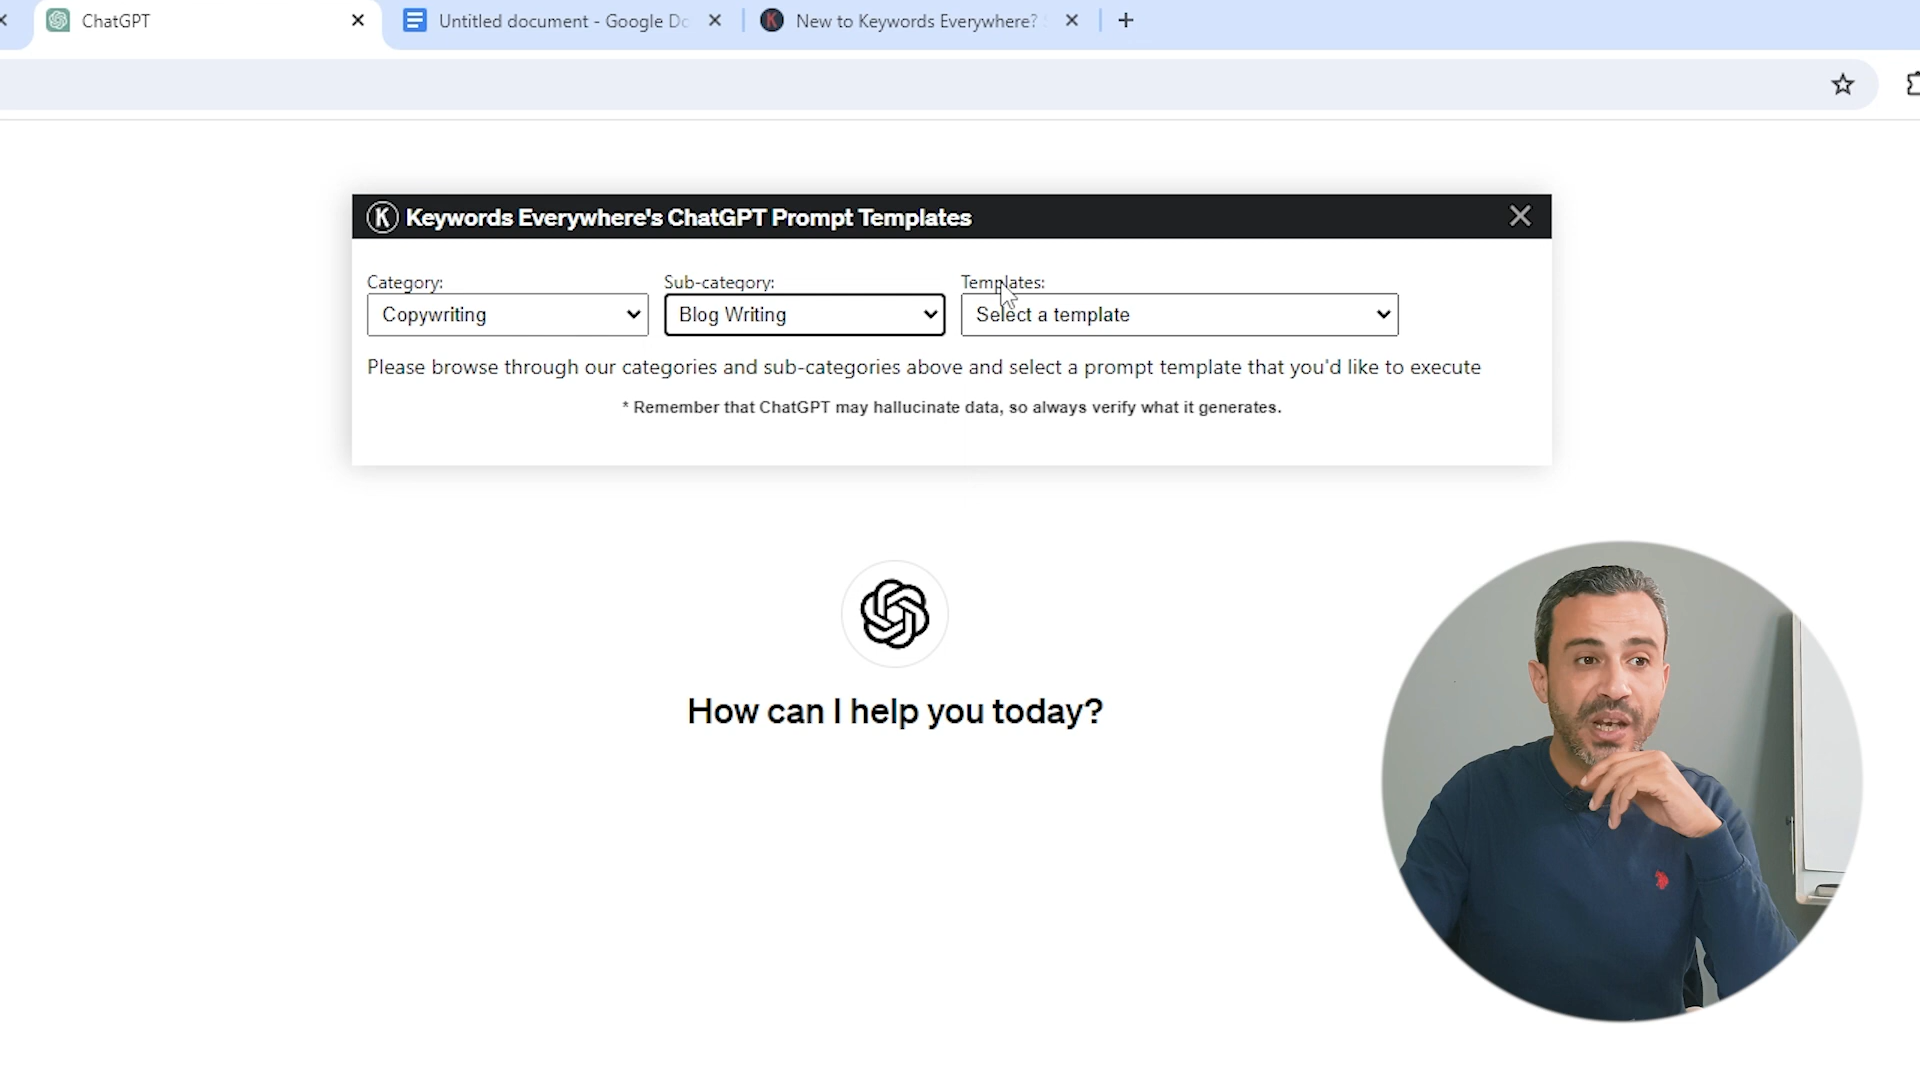 ChatGPT
Untitled document - Google Do
New to Keywords Everywhere?
K Keywords Everywhere's ChatGPT Prompt Templates
Category: Sub-category: Templates:
Copywriting Blog Writing Select a template
Please browse through our categories and sub-categories above and select a prompt template that you'd like to execute
* Remember that ChatGPT may hallucinate data, so always verify what it generates.
How can I help you today?